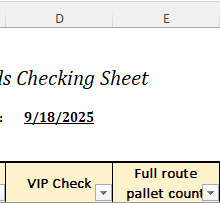 D E
ls Checking Sheet
: 9/18/2025
VIP Check
Full route
pallet count